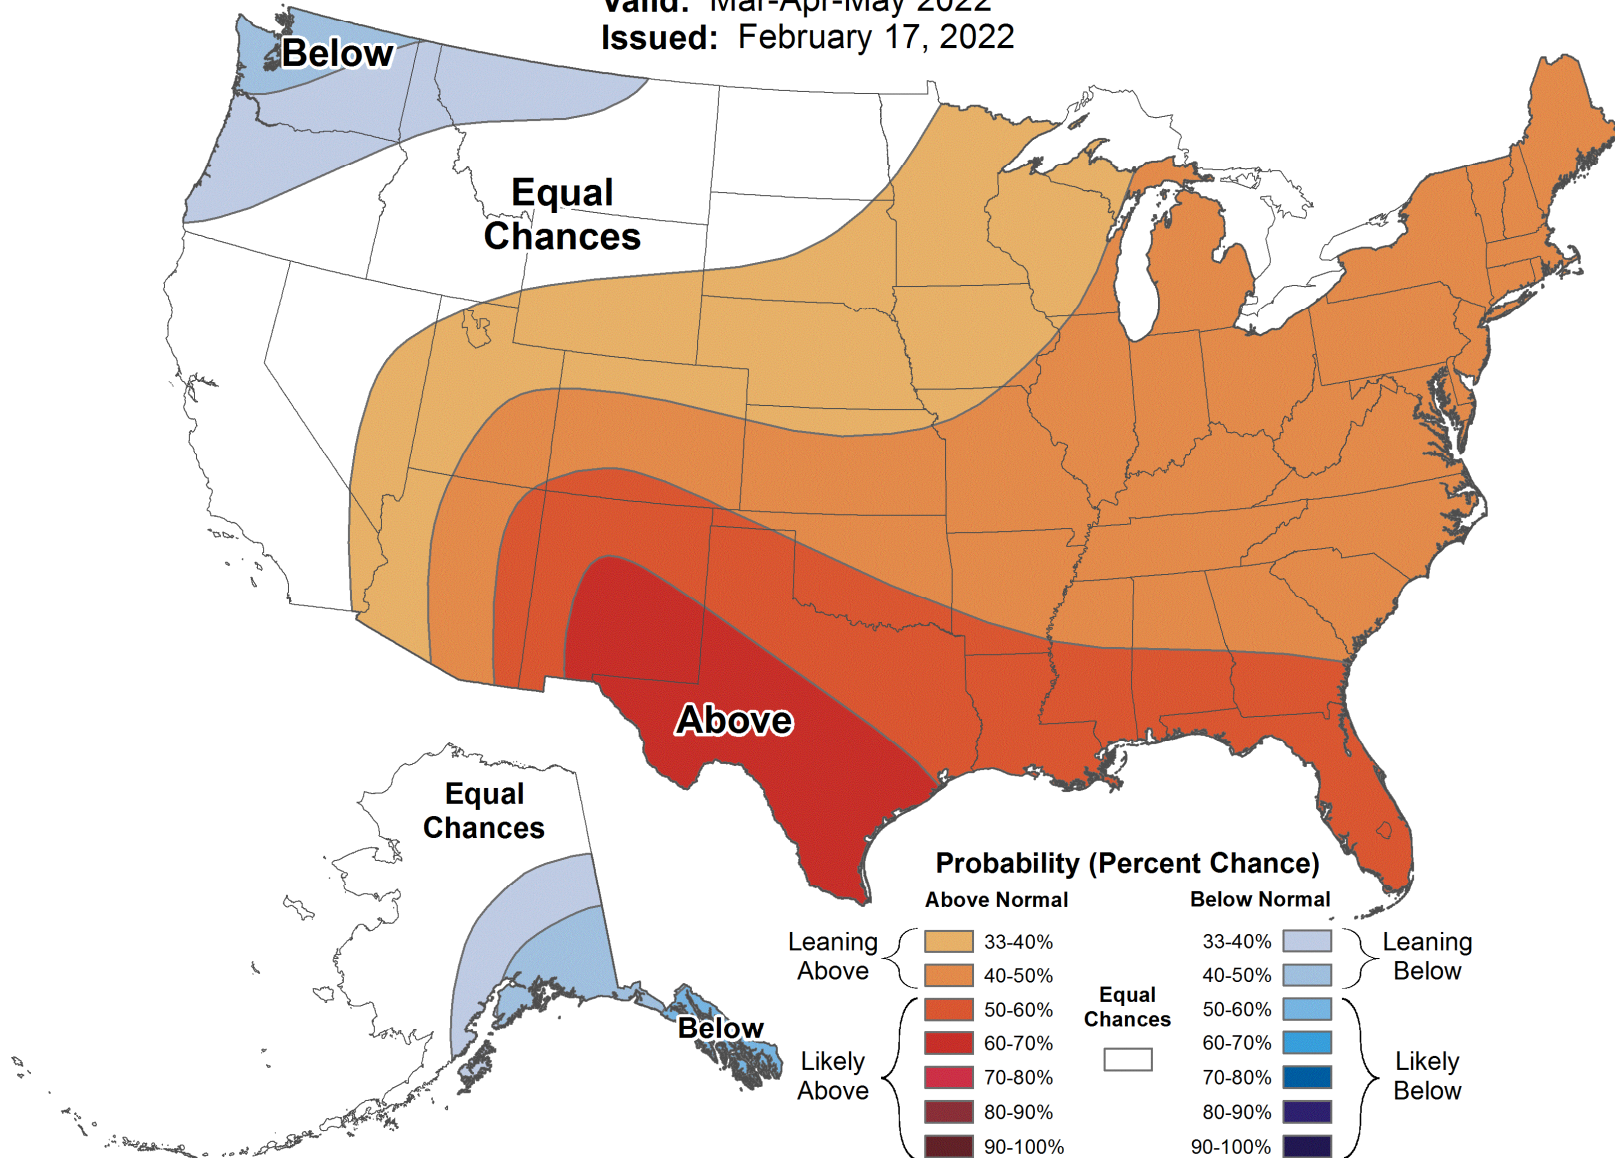 Valid: Mar-Apr-May 2022
Issued: February 17, 2022
Below
Equal
Chances
Above
Equal
Chances
Below
Probability (Percent Chance)
Above Normal
Below Normal
Leaning
Above
33-40%
40-50%
50-60%
60-70%
70-80%
80-90%
90-100%
Likely
Above
Equal
Chances
33-40%
40-50%
50-60%
60-70%
70-80%
80-90%
90-100%
Leaning
Below
Likely
Below